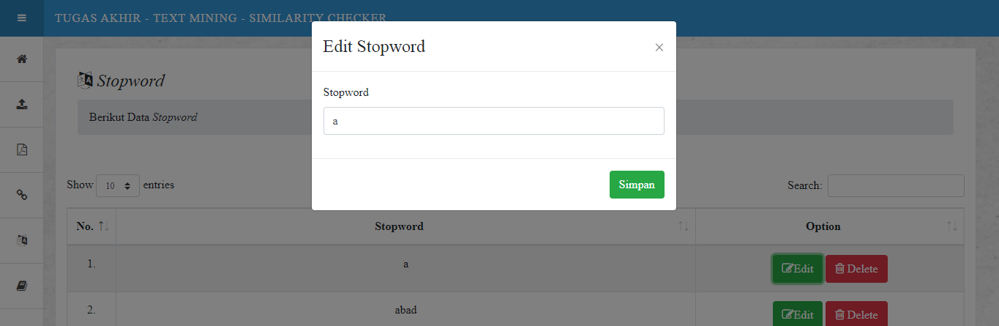 TUGAS AKHIR - TEXT MINING - SIMILARITY CHECKER
Edit Stopword
×
Stopword
Stopword
Berikut Data Stopword
a
Show 10 entries
Search:
Simpan
No. Stopword Option
1. a Edit Delete
2. abad Edit Delete